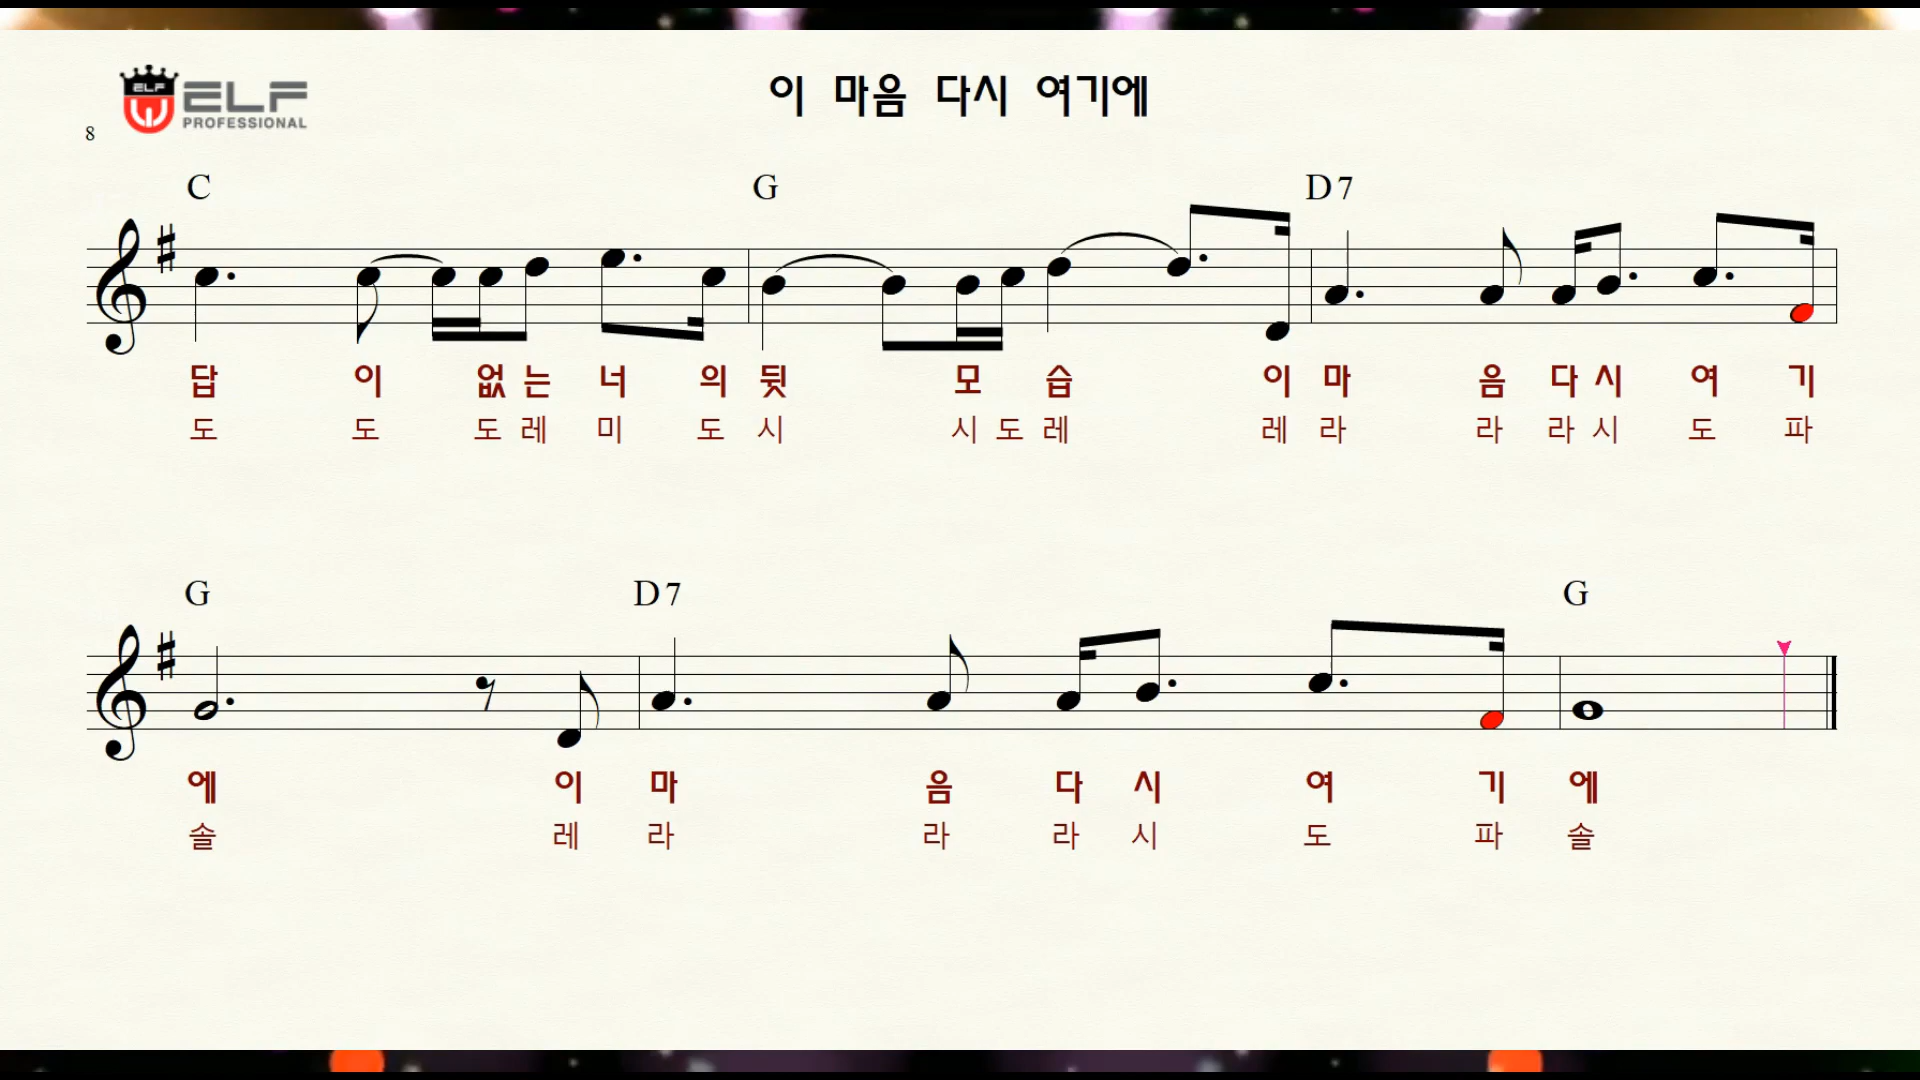 이 마음 다시 여기에
ELF
ELF
PROFESSIONAL
8
C G D7
답 이 없 는 너 의 뒷 모 습 이 마 음 다 시 여 기
도 도 도 레 미 도 시 시 도 레 레 라 라 라 시 도 파
G D7 G
에 이 마 음 다 시 여 기 에
솔 레 라 라 라 시 도 파 솔